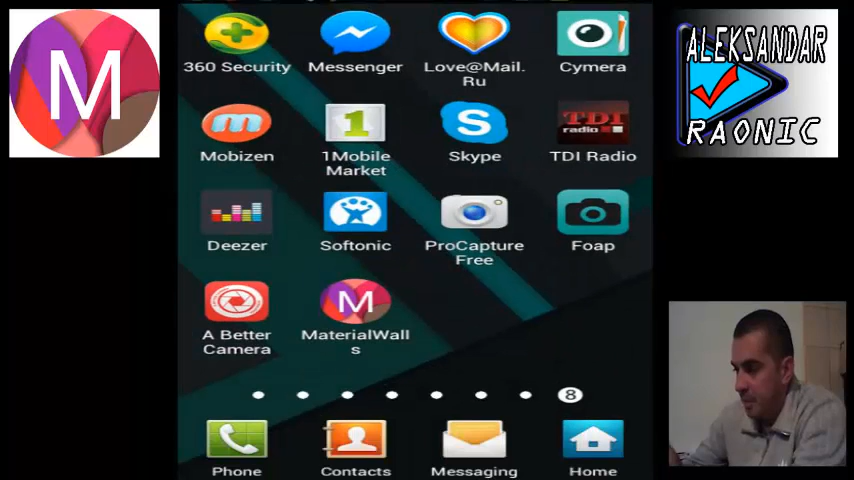 M
ALEKSANDAR
RAONIC
360 Security
Messenger
Love@Mail.
Ru
Cymera
m
1
TDI
radio
Mobizen
1Mobile
Market
Skype
TDI Radio
S
Deezer
Softonic
ProCapture
Free
Foap
M
A Better
Camera
MaterialWall
s
8
Phone
Contacts
Messaging
Home